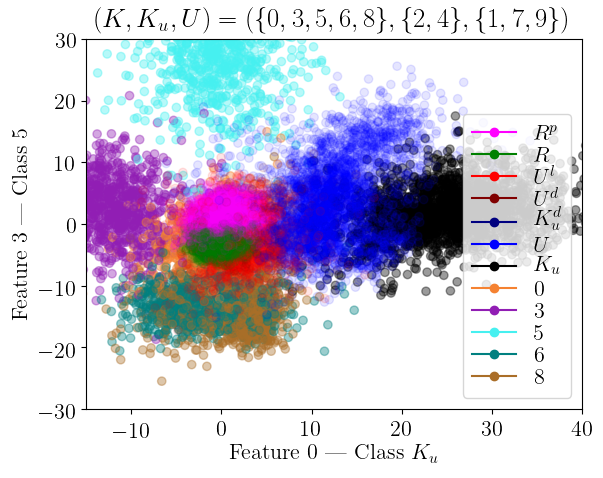 (K, K_u, U) = ({0, 3, 5, 6, 8}, {2, 4}, {1, 7, 9})
Feature 3 — Class 5
30
20
10
0
−10
−20
−30
R^p
R
U^l
U^d
K_u^d
U
K_u
0
3
5
6
8
−10
0
10
20
30
40
Feature 0 — Class K_u